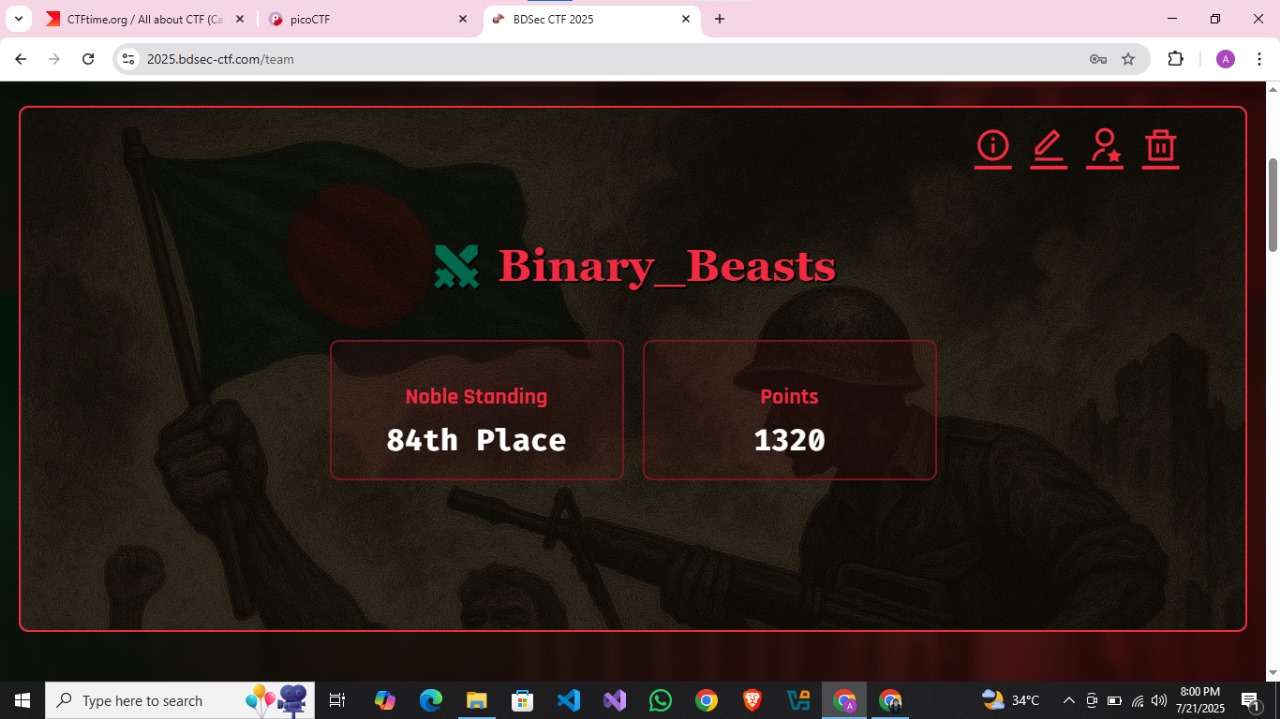 CTFtime.org / All about CTF (Ca
picoCTF
BDSec CTF 2025
2025.bdsec-ctf.com/team
A
Binary_Beasts
Noble Standing
84th Place
Points
1320
Type here to search
A
34°C
8:00 PM
7/21/2025
1